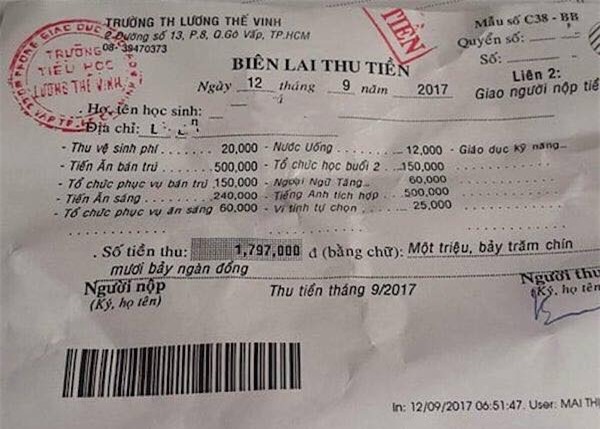 TRƯỜNG TH LƯƠNG THẾ VINH
Đường số 13, P.8, Q.Gò Vấp, TP.HCM
08-39470373
TRƯỜNG
TIỂU HỌC
LƯƠNG THẾ VINH
TIỀN
Mẫu số C38 - BB
Quyển số:
Số:
Liên 2:
Giao người nộp tiề
BIÊN LAI THU TIỀN
Ngày 12 tháng 9 năm 2017
Họ, tên học sinh:
Địa chỉ:
- Thu vệ sinh phí ........ 20,000 - Nước Uống ............ 12,000 - Giáo dục kỹ năng...
- Tiền Ăn bán trú ........ 500,000 - Tổ chức học buổi 2 ...150,000
- Tổ chức phục vụ bán trú .150,000 - Ngoại Ngữ Tăng... 60,000
- Tiền Ăn sáng ........ 240,000 - Tiếng Anh tích hợp .... 500,000
- Tổ chức phục vụ ăn sáng 60,000 - Vi tính tự chọn ........ 25,000
. Số tiền thu: 1,797,000 đ (bằng chữ): Một triệu, bảy trăm chín
mươi bảy ngàn đồng
Người nộp
(Ký, họ tên)
Thu tiền tháng 9/2017
Người thu
(Ký, họ tên
In: 12/09/2017 06:51:47. User: MAI THỊ